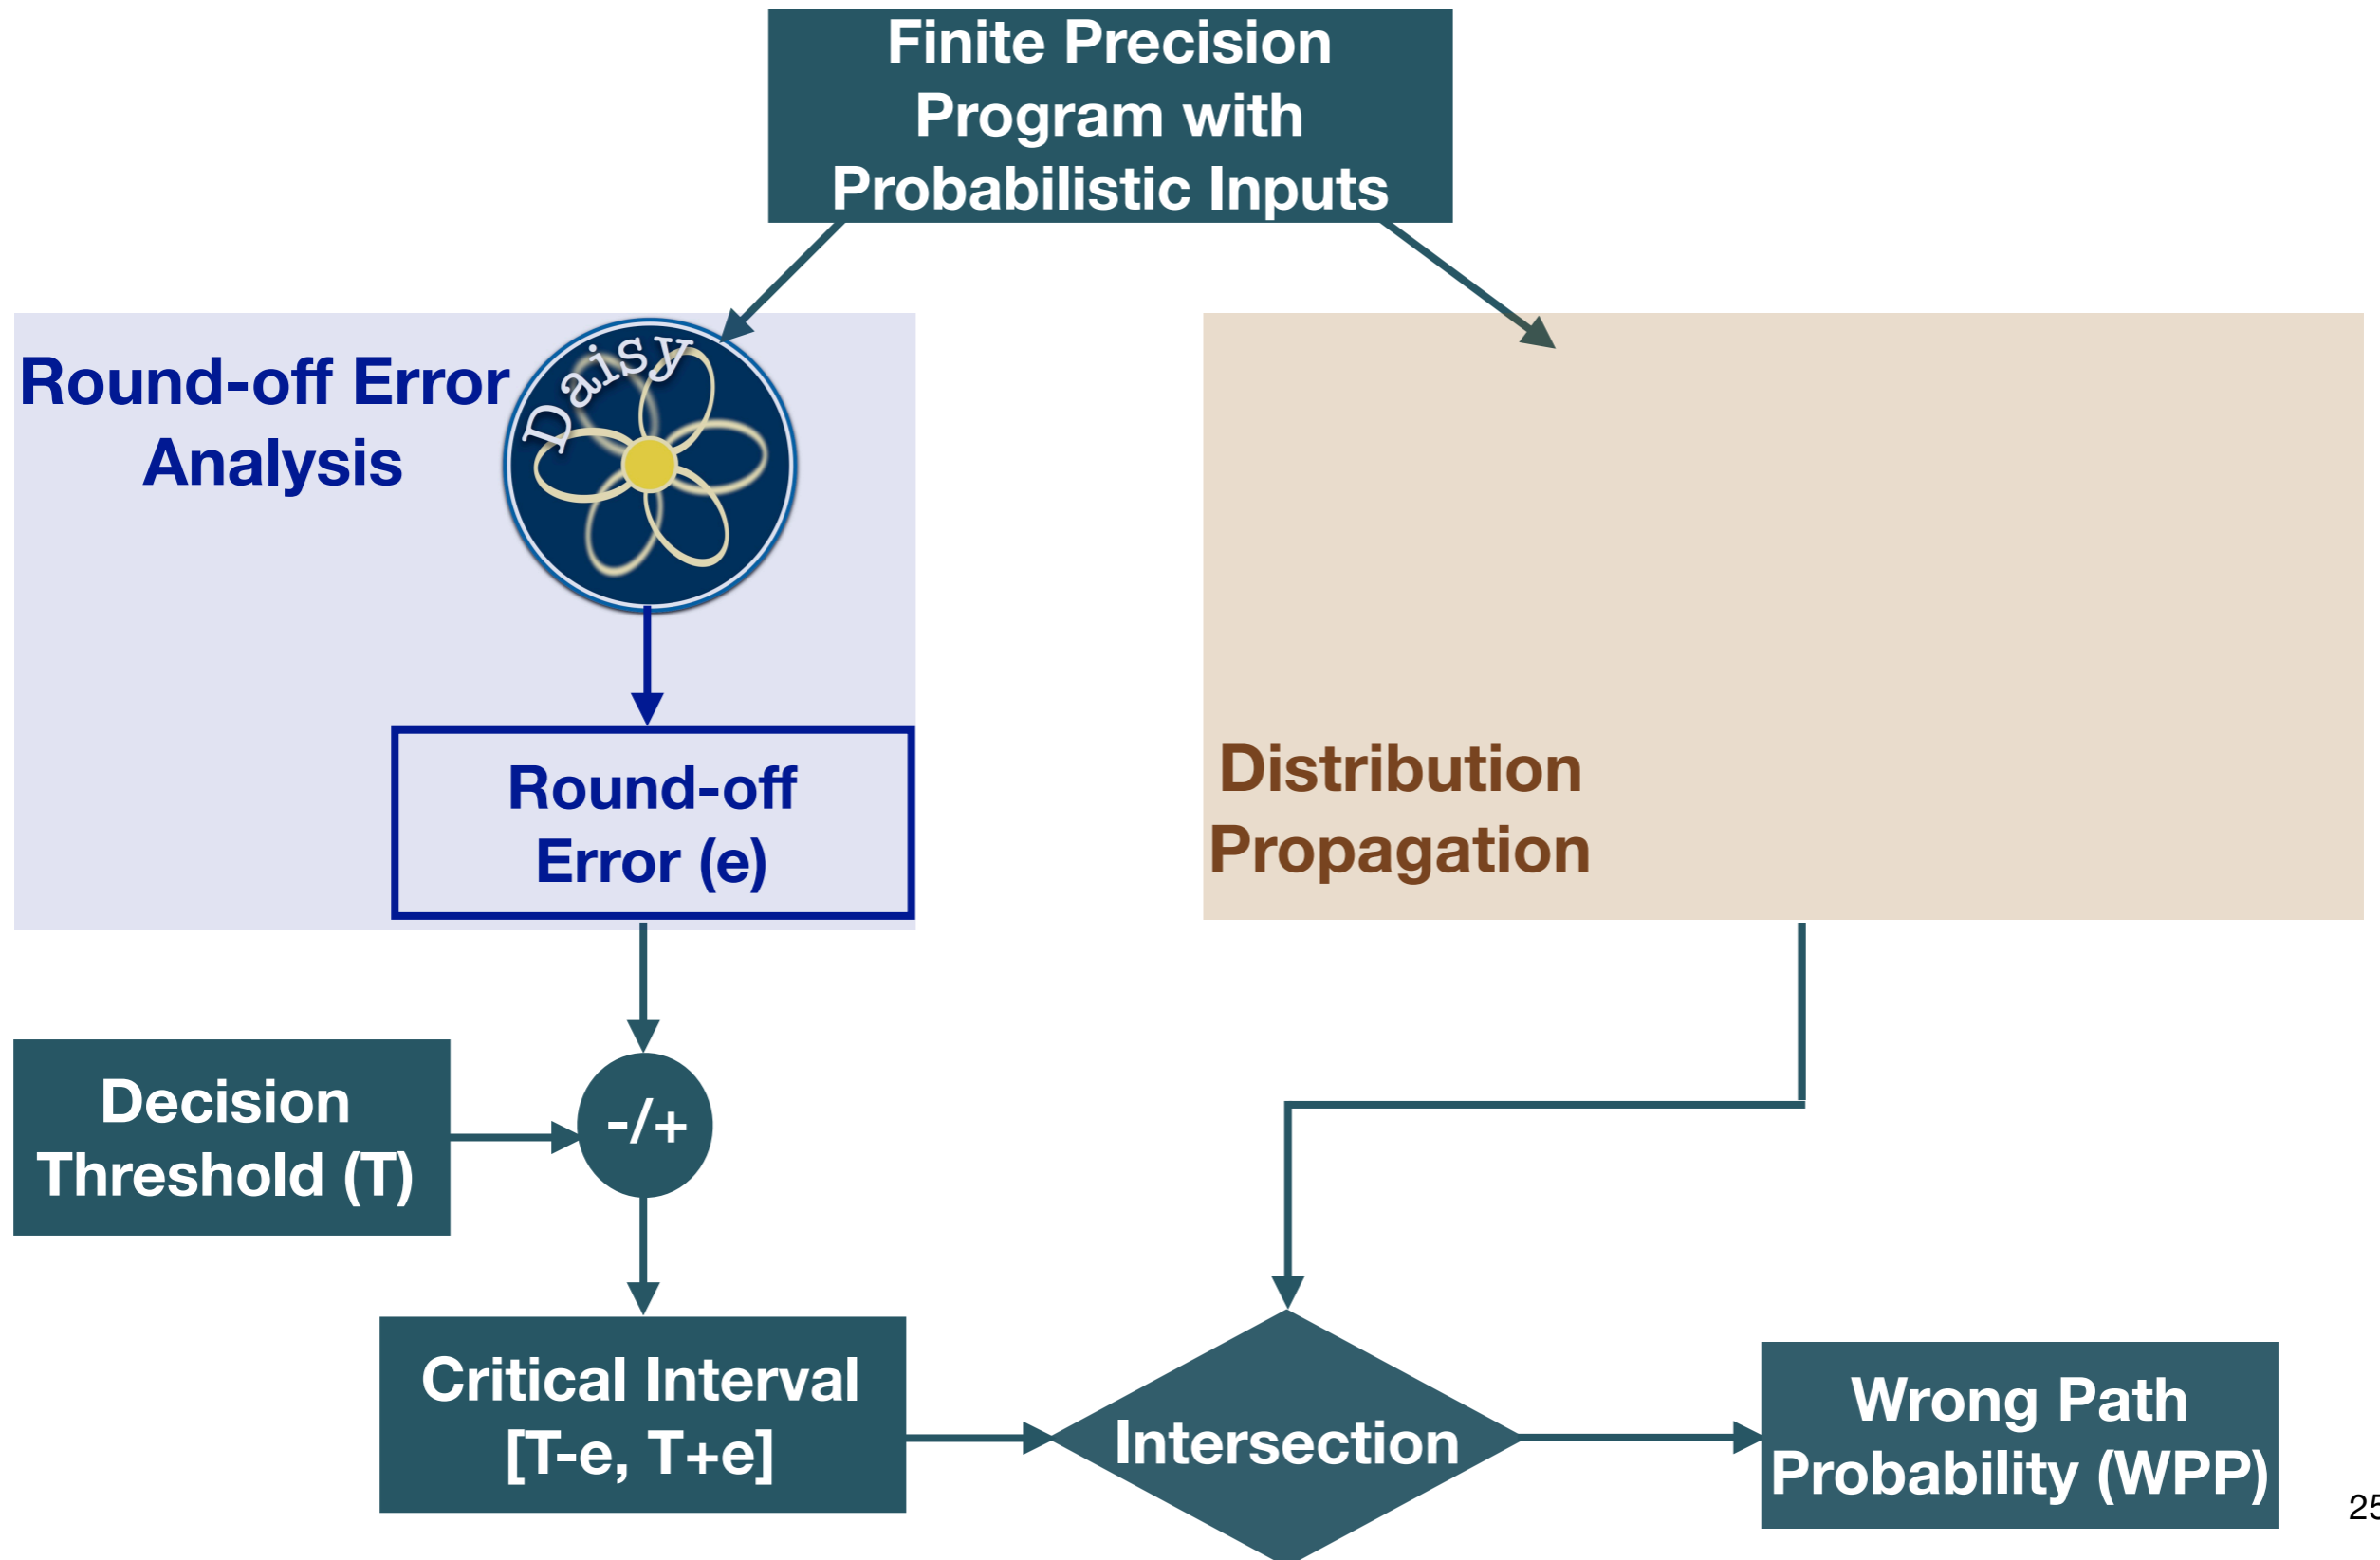 Finite Precision
Program with
Probabilistic Inputs
Round-off Error
Analysis
Daisy
Round-off
Error (e)
Distribution
Propagation
Decision
Threshold (T)
-/+
Critical Interval
[T-e, T+e]
Intersection
Wrong Path
Probability (WPP)
25